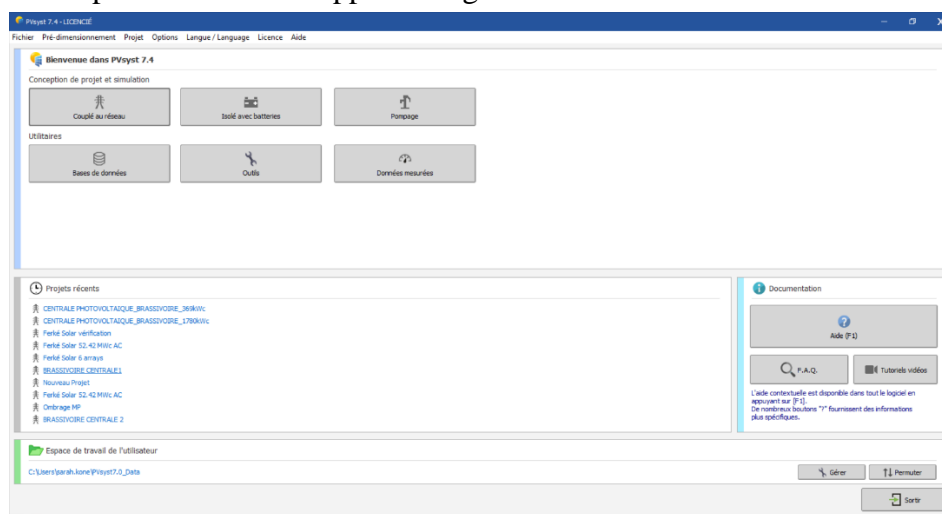 PVsyst 7.4 - LICENCIÉ
Fichier Pré-dimensionnement Projet Options Langue / Language Licence Aide
Bienvenue dans PVsyst 7.4
Conception de projet et simulation
Couplé au réseau Isolé avec batteries Pompage
Utilitaires
Bases de données Outils Données mesurées
Projets récents
CENTRALE PHOTOVOLTAIQUE_BRASSIVOIRE_369kWc
CENTRALE PHOTOVOLTAIQUE_BRASSIVOIRE_1780kWc
Ferké Solar vérification
Ferké Solar 52.42 MWc AC
Ferké Solar 6 arrays
BRASSIVOIRE CENTRALE1
Nouveau Projet
Ferké Solar 52.42 MWc AC
Ombrage MP
BRASSIVOIRE CENTRALE 2
Documentation
Aide (F1)
F.A.Q. Tutoriels vidéos
L'aide contextuelle est disponible dans tout le logiciel en
appuyant sur [F1].
De nombreux boutons "?" fournissent des informations
plus spécifiques.
Espace de travail de l'utilisateur
C:\Users\sarah.kone\PVsyst7.0_Data
Gérer Permuter
Sortir